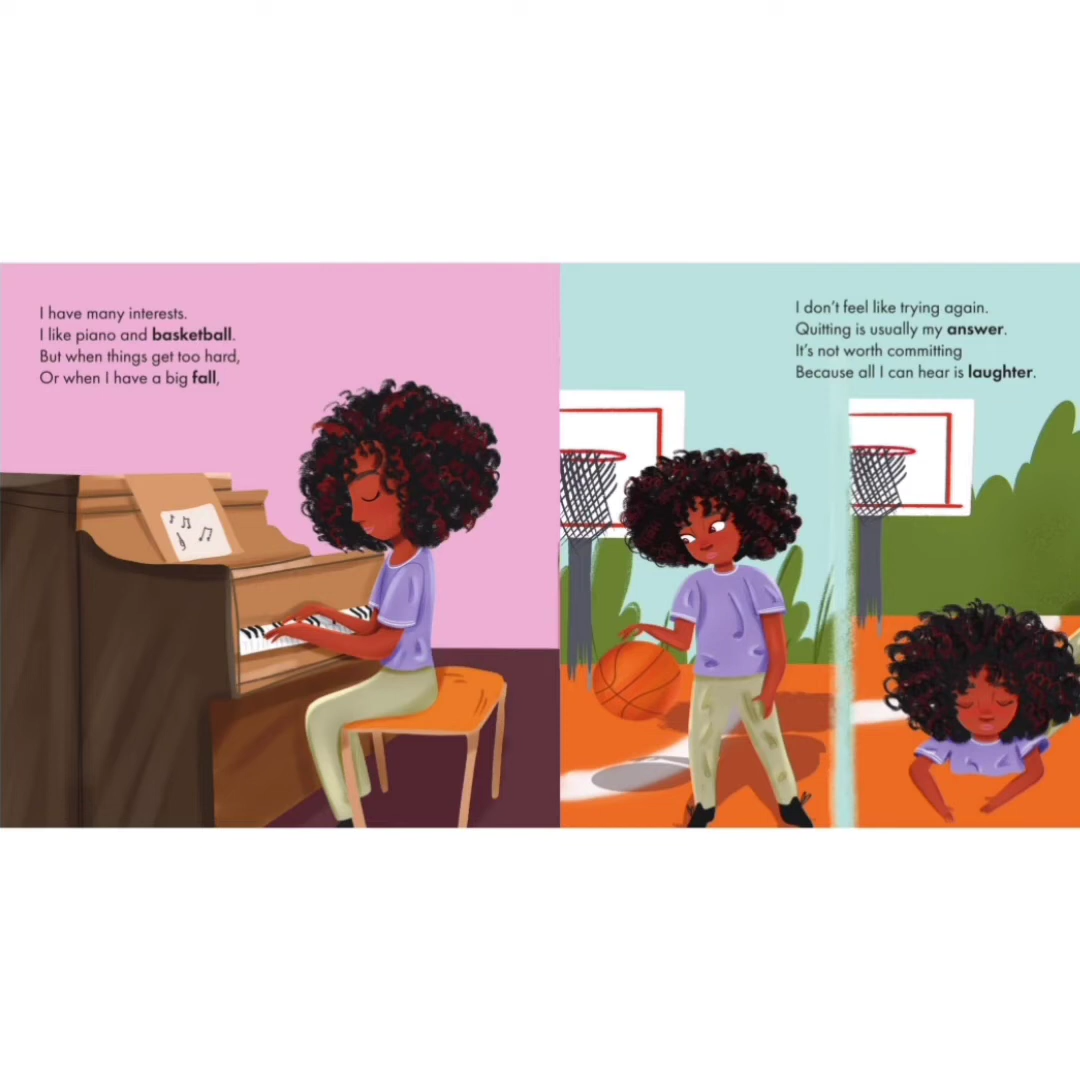 I have many interests.
I like piano and basketball.
But when things get too hard,
Or when I have a big fall,
I don't feel like trying again.
Quitting is usually my answer.
It's not worth committing
Because all I can hear is laughter.